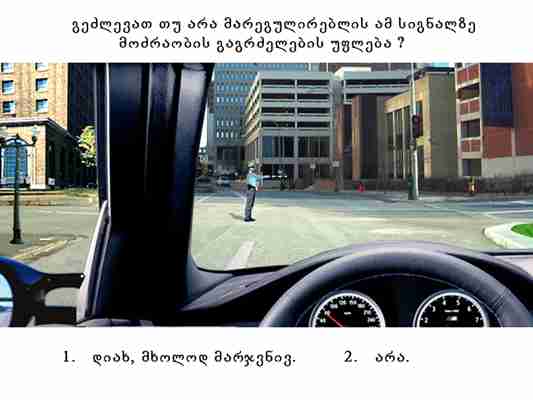 გეძლევათ თუ არა მარეგულირებლის ამ სიგნალზე
მოძრაობის გაგრძელების უფლება ?
1. დიახ, მხოლოდ მარჯვნივ. 2. არა.